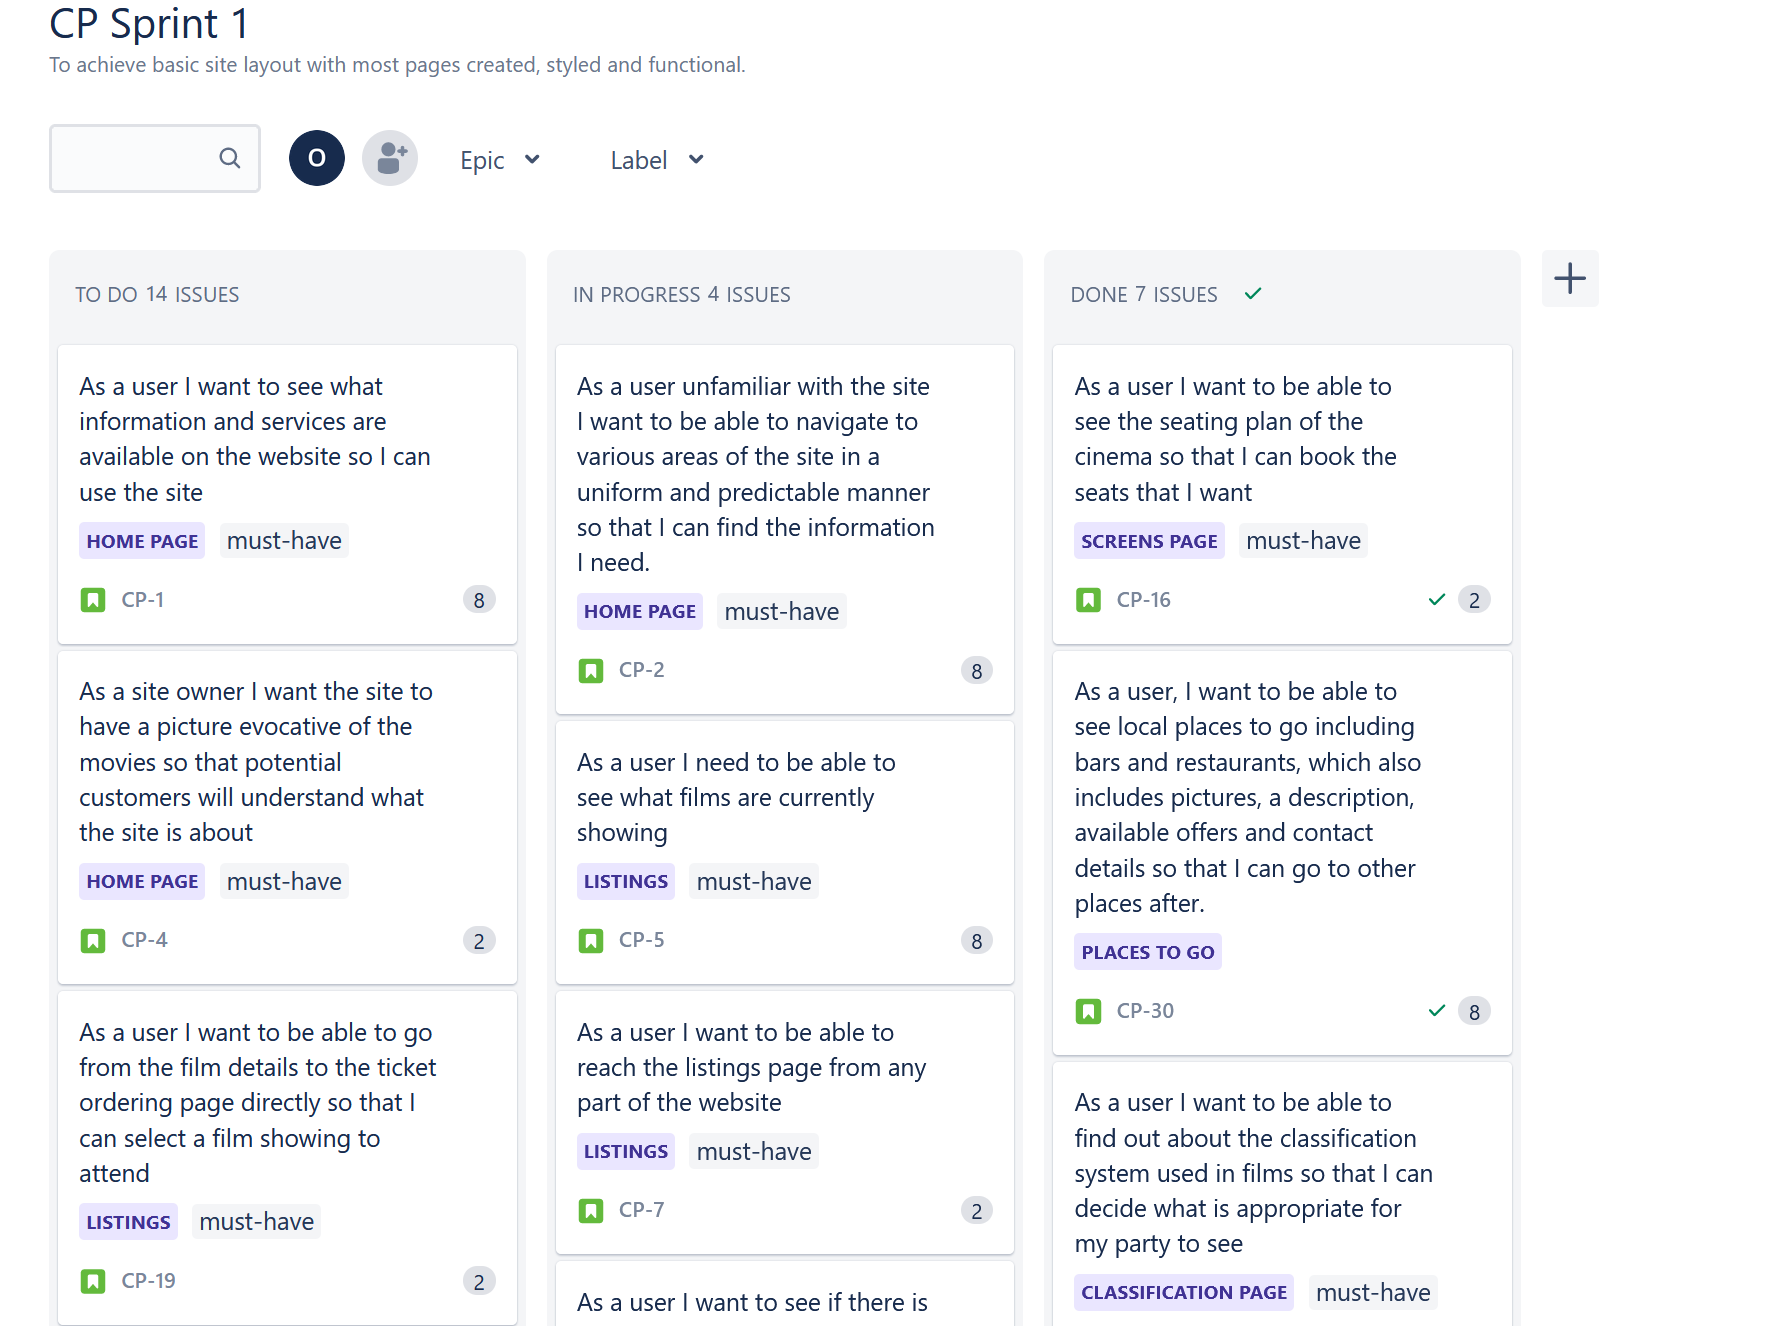 CP Sprint 1
To achieve basic site layout with most pages created, styled and functional.
O
Epic
Label
TO DO 14 ISSUES
As a user I want to see what
information and services are
available on the website so I can
use the site
HOME PAGE must-have
CP-1 8
As a site owner I want the site to
have a picture evocative of the
movies so that potential
customers will understand what
the site is about
HOME PAGE must-have
CP-4 2
As a user I want to be able to go
from the film details to the ticket
ordering page directly so that I
can select a film showing to
attend
LISTINGS must-have
CP-19 2
IN PROGRESS 4 ISSUES
As a user unfamiliar with the site
I want to be able to navigate to
various areas of the site in a
uniform and predictable manner
so that I can find the information
I need.
HOME PAGE must-have
CP-2 8
As a user I need to be able to
see what films are currently
showing
LISTINGS must-have
CP-5 8
As a user I want to be able to
reach the listings page from any
part of the website
LISTINGS must-have
CP-7 2
As a user I want to see if there is
DONE 7 ISSUES
As a user I want to be able to
see the seating plan of the
cinema so that I can book the
seats that I want
SCREENS PAGE must-have
CP-16 2
As a user, I want to be able to
see local places to go including
bars and restaurants, which also
includes pictures, a description,
available offers and contact
details so that I can go to other
places after.
PLACES TO GO
CP-30 8
As a user I want to be able to
find out about the classification
system used in films so that I can
decide what is appropriate for
my party to see
CLASSIFICATION PAGE must-have